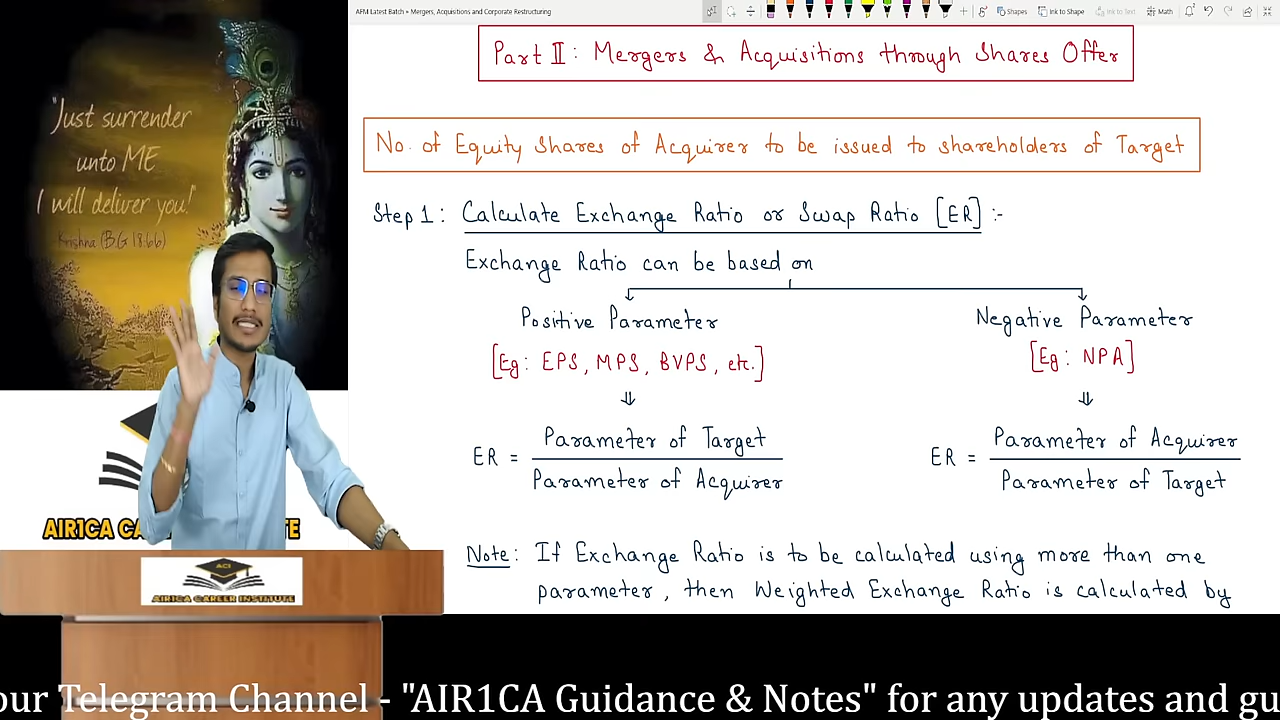 AFM Latest Batch » Mergers, Acquisitions and Corporate Restructuring
Shapes
Ink to Shape
Ink to Text
Math
Part II: Mergers & Acquisitions through Shares Offer
No. of Equity Shares of Acquirer to be issued to shareholders of Target
Step 1: Calculate Exchange Ratio or Swap Ratio [ER] :-
Exchange Ratio can be based on
Positive Parameter
[Eg: EPS, MPS, BVPS, etc.]
⇓
ER = Parameter of Target
Parameter of Acquirer
Negative Parameter
[Eg: NPA]
⇓
ER = Parameter of Acquirer
Parameter of Target
Note: If Exchange Ratio is to be calculated using more than one
parameter, then Weighted Exchange Ratio is calculated by
"Just surrender
unto ME
I will deliver you!"
- Krishna (B.G 18:66)
AIR1CA CA
TE
ACI
AIR1CA CAREER INSTITUTE
our Telegram Channel - "AIR1CA Guidance & Notes" for any updates and gu